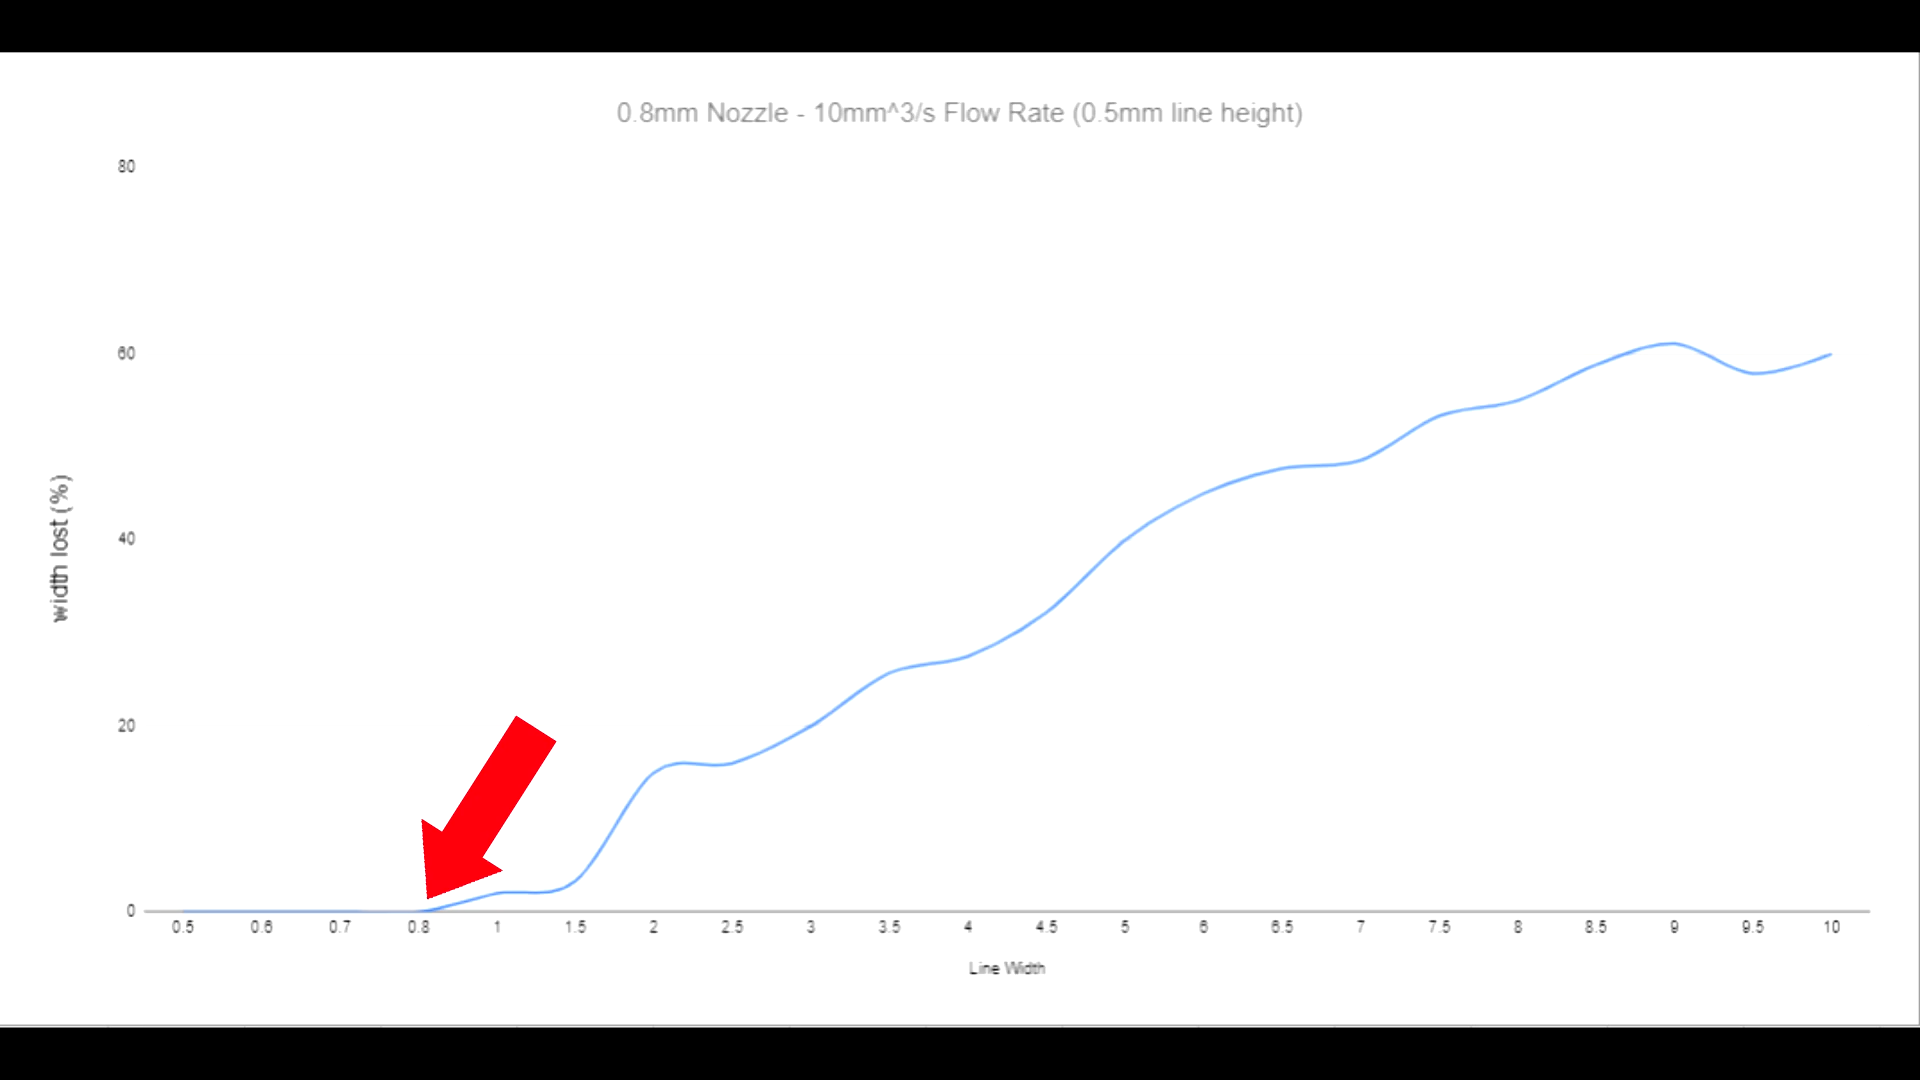 0.8mm Nozzle - 10mm^3/s Flow Rate (0.5mm line height)
80
60
40
20
0
width lost (%)
0.5 0.6 0.7 0.8 1 1.5 2 2.5 3 3.5 4 4.5 5 6 6.5 7 7.5 8 8.5 9 9.5 10
Line Width